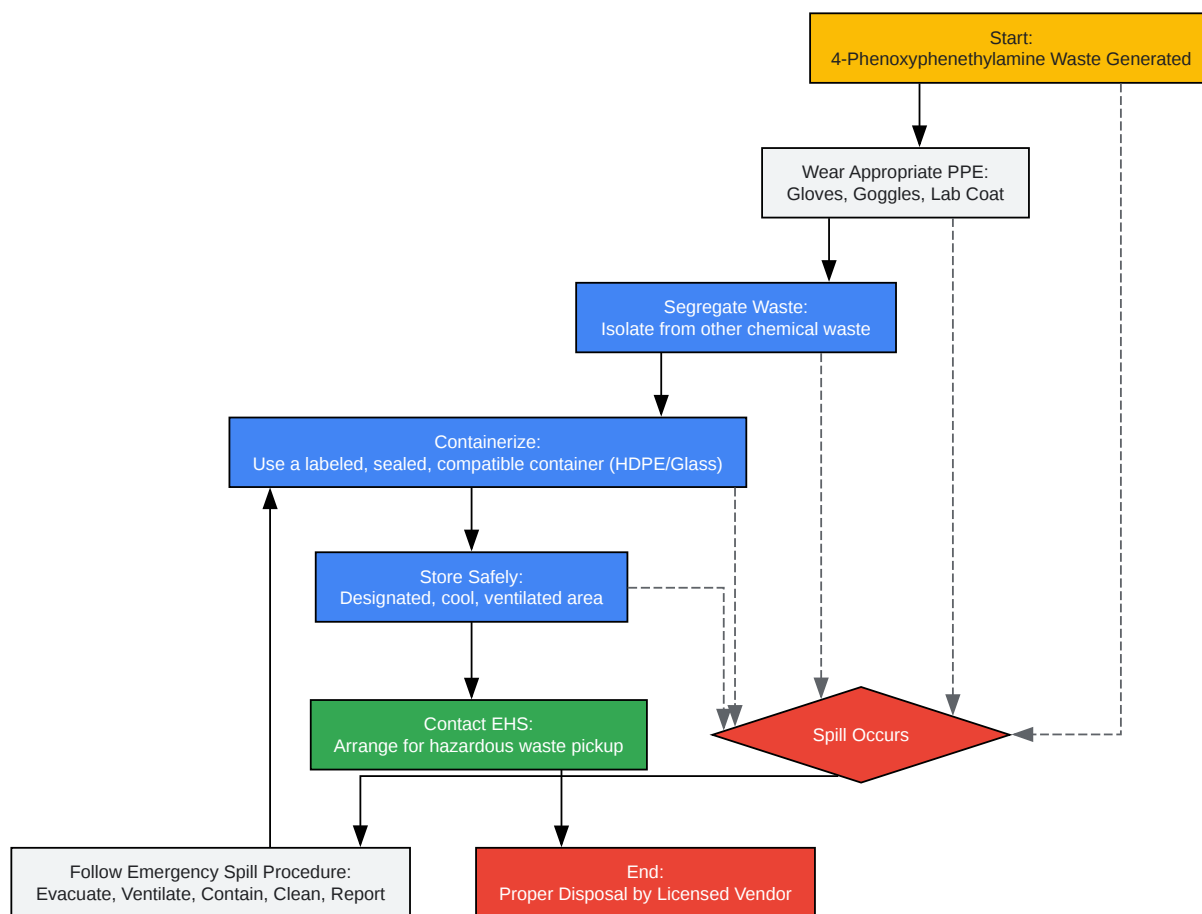 Start:
4-Phenoxyphenethylamine Waste Generated
Wear Appropriate PPE:
Gloves, Goggles, Lab Coat
Segregate Waste:
Isolate from other chemical waste
Containerize:
Use a labeled, sealed, compatible container (HDPE/Glass)
Store Safely:
Designated, cool, ventilated area
Contact EHS:
Arrange for hazardous waste pickup
Spill Occurs
Follow Emergency Spill Procedure:
Evacuate, Ventilate, Contain, Clean, Report
End:
Proper Disposal by Licensed Vendor